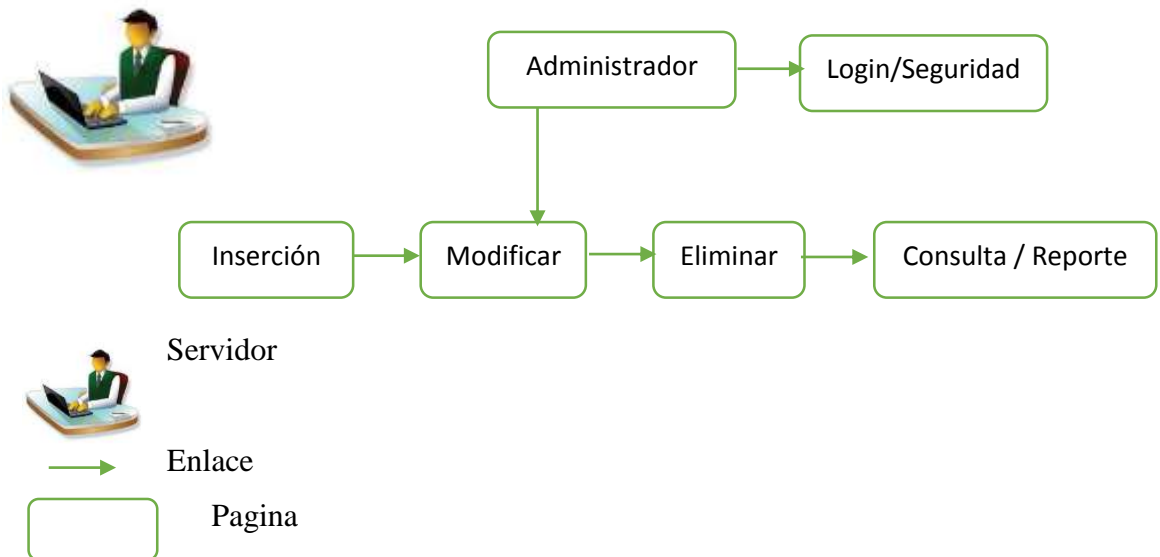 Administrador
Login/Seguridad
Inserción
Modificar
Eliminar
Consulta / Reporte
Servidor
Enlace
Pagina